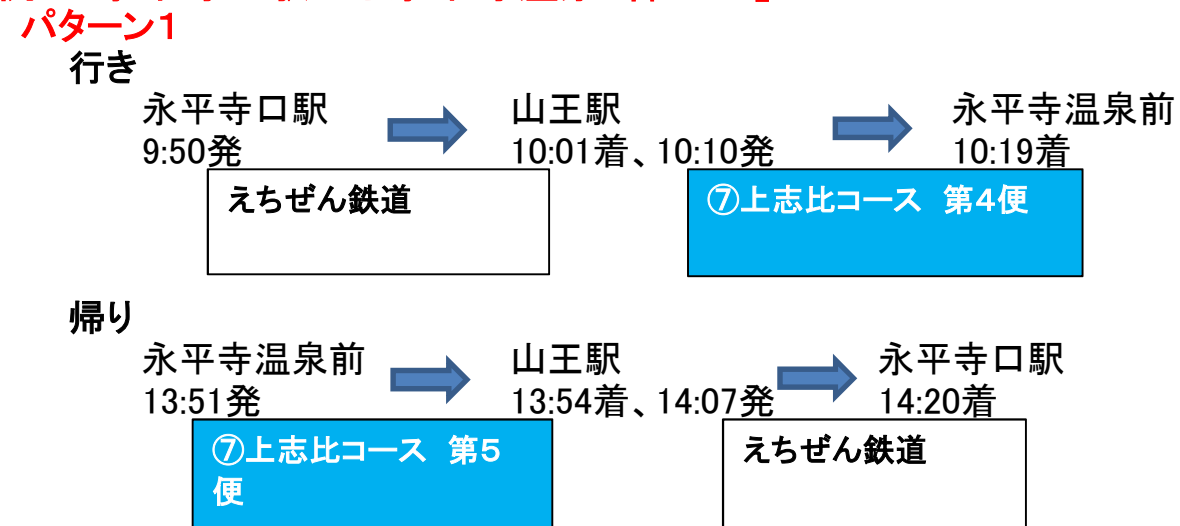 パターン1
行き
永平寺口駅 山王駅 永平寺温泉前
9:50発 10:01着、10:10発 10:19着
えちぜん鉄道 ⑦上志比コース 第4便
帰り
永平寺温泉前 山王駅 永平寺口駅
13:51発 13:54着、14:07発 14:20着
⑦上志比コース 第5 えちぜん鉄道
便